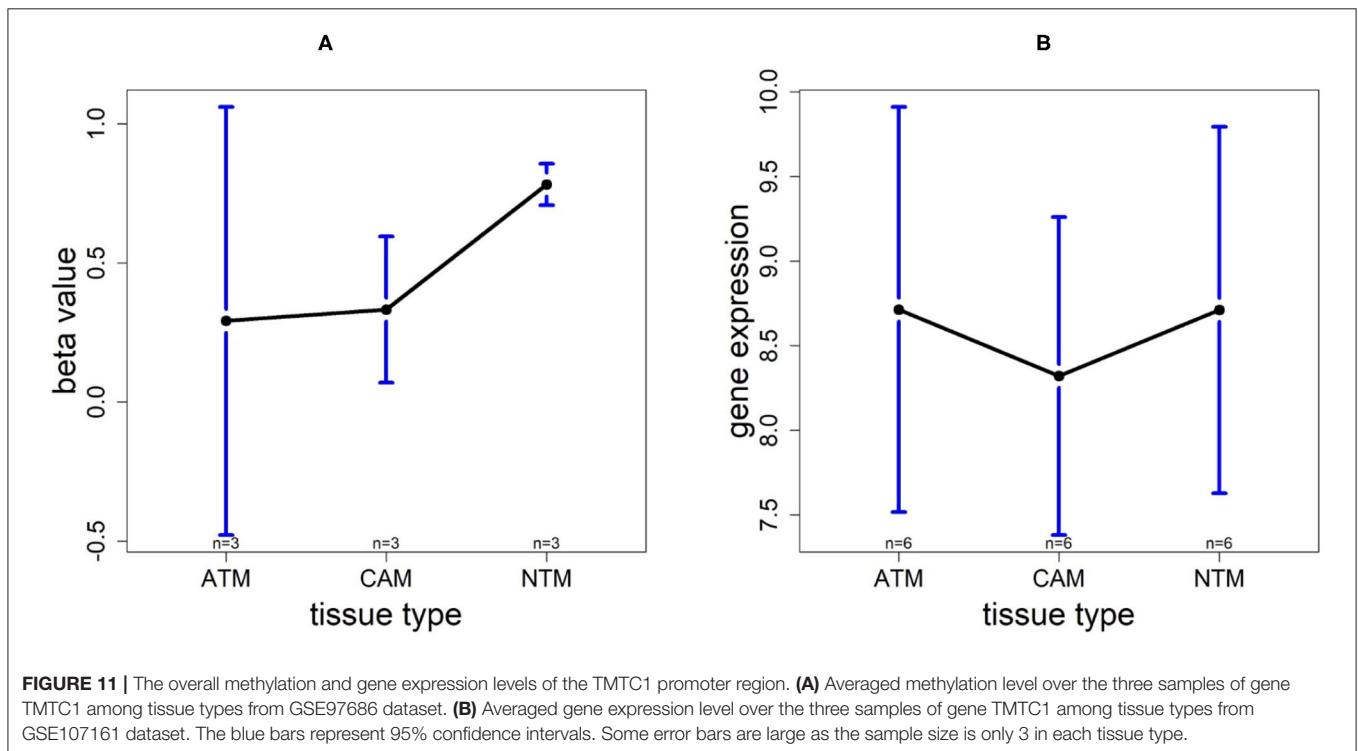 A
B
1.0
0.5
0.0
-0.5
beta value
n=3
n=3
n=3
ATM
CAM
NTM
tissue type
10.0
9.5
9.0
8.5
8.0
7.5
gene expression
n=6
n=6
n=6
ATM
CAM
NTM
tissue type
FIGURE 11 | The overall methylation and gene expression levels of the TMTC1 promoter region. (A) Averaged methylation level over the three samples of gene
TMTC1 among tissue types from GSE97686 dataset. (B) Averaged gene expression level over the three samples of gene TMTC1 among tissue types from
GSE107161 dataset. The blue bars represent 95% confidence intervals. Some error bars are large as the sample size is only 3 in each tissue type.